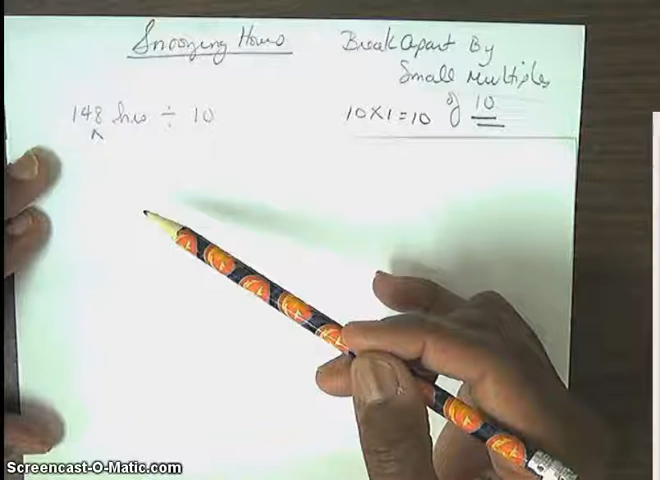 Snoozing Hours
Break Apart By
Small Multiples
of 10
148 hrs ÷ 10
10 x 1 = 10
Screencast-O-Matic.com